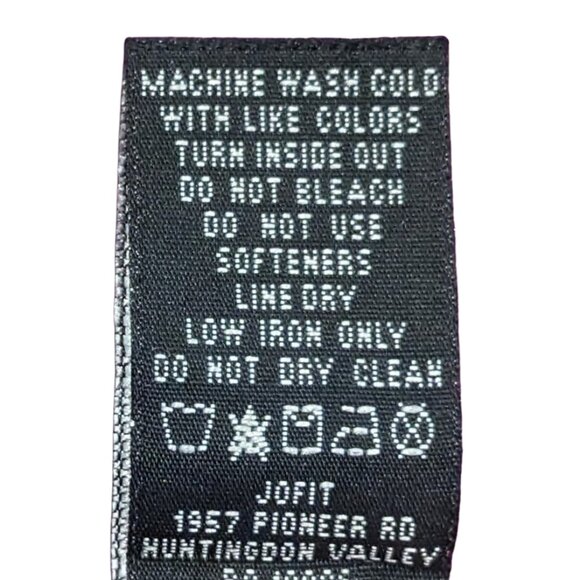 MACHINE WASH COLD
WITH LIKE COLORS
TURN INSIDE OUT
DO NOT BLEACH
DO NOT USE
SOFTENERS
LINE DRY
LOW IRON ONLY
DO NOT DRY CLEAN
JOFIT
1957 PIONEER RD
HUNTINGDON VALLEY